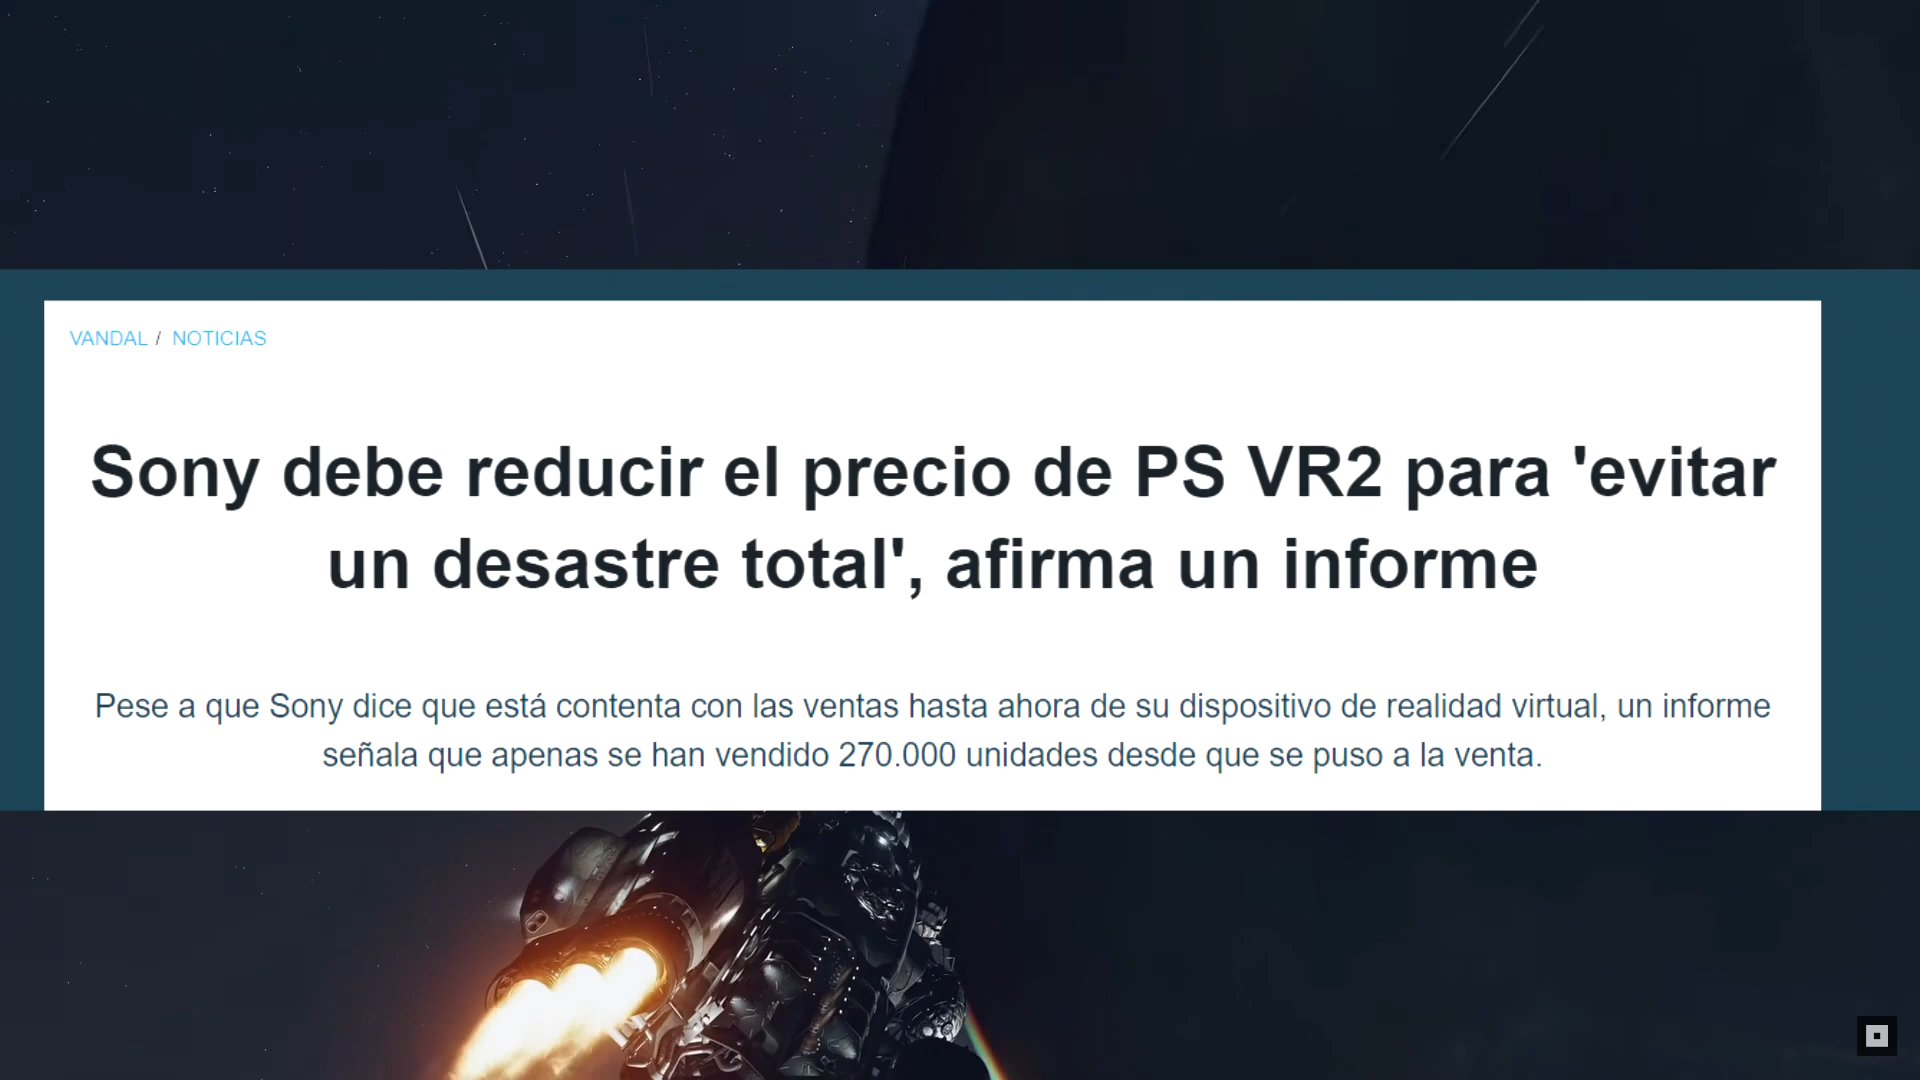 VANDAL / NOTICIAS
Sony debe reducir el precio de PS VR2 para 'evitar
un desastre total', afirma un informe
Pese a que Sony dice que está contenta con las ventas hasta ahora de su dispositivo de realidad virtual, un informe
señala que apenas se han vendido 270.000 unidades desde que se puso a la venta.